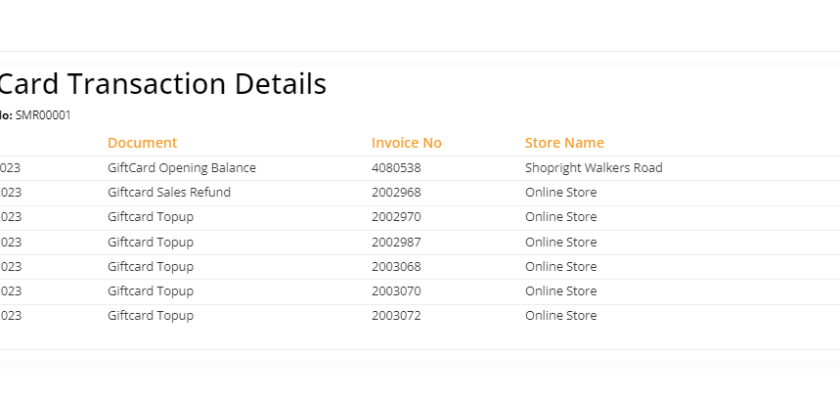 Card Transaction Details
No: SMR00001
Document Invoice No Store Name
023 GiftCard Opening Balance 4080538 Shopright Walkers Road
023 Giftcard Sales Refund 2002968 Online Store
023 Giftcard Topup 2002970 Online Store
023 Giftcard Topup 2002987 Online Store
023 Giftcard Topup 2003068 Online Store
023 Giftcard Topup 2003070 Online Store
023 Giftcard Topup 2003072 Online Store